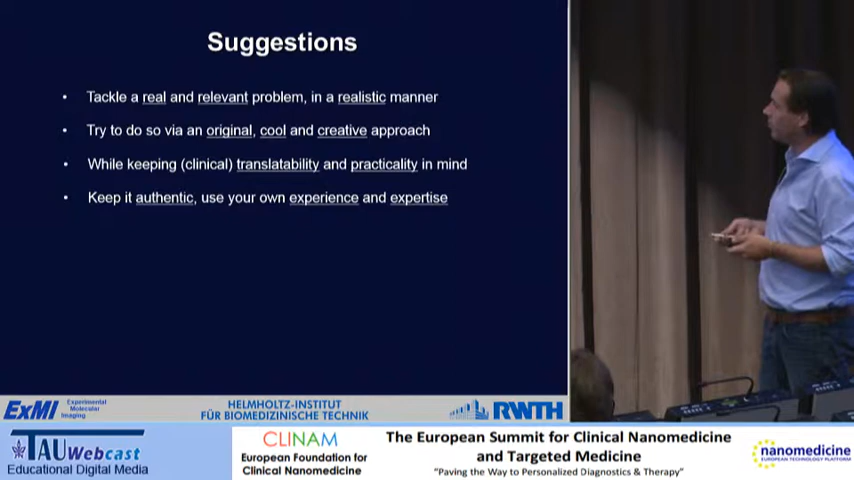 Suggestions
• Tackle a real and relevant problem, in a realistic manner
• Try to do so via an original, cool and creative approach
• While keeping (clinical) translatability and practicality in mind
• Keep it authentic, use your own experience and expertise
ExMI Experimental
Molecular
Imaging
HELMHOLTZ-INSTITUT
FÜR BIOMEDIZINISCHE TECHNIK
RWTH
TAU Webcast
Educational Digital Media
CLINAM
European Foundation for
Clinical Nanomedicine
The European Summit for Clinical Nanomedicine
and Targeted Medicine
"Paving the Way to Personalized Diagnostics & Therapy"
nanomedicine
EUROPEAN TECHNOLOGY PLATFORM